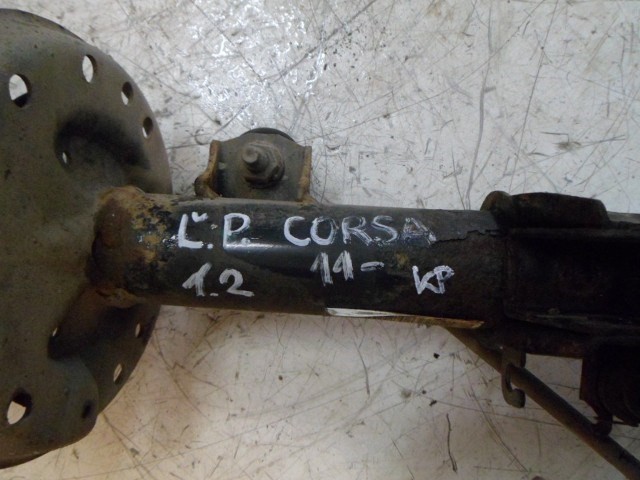 L.P. CORSA
1.2 11- KP